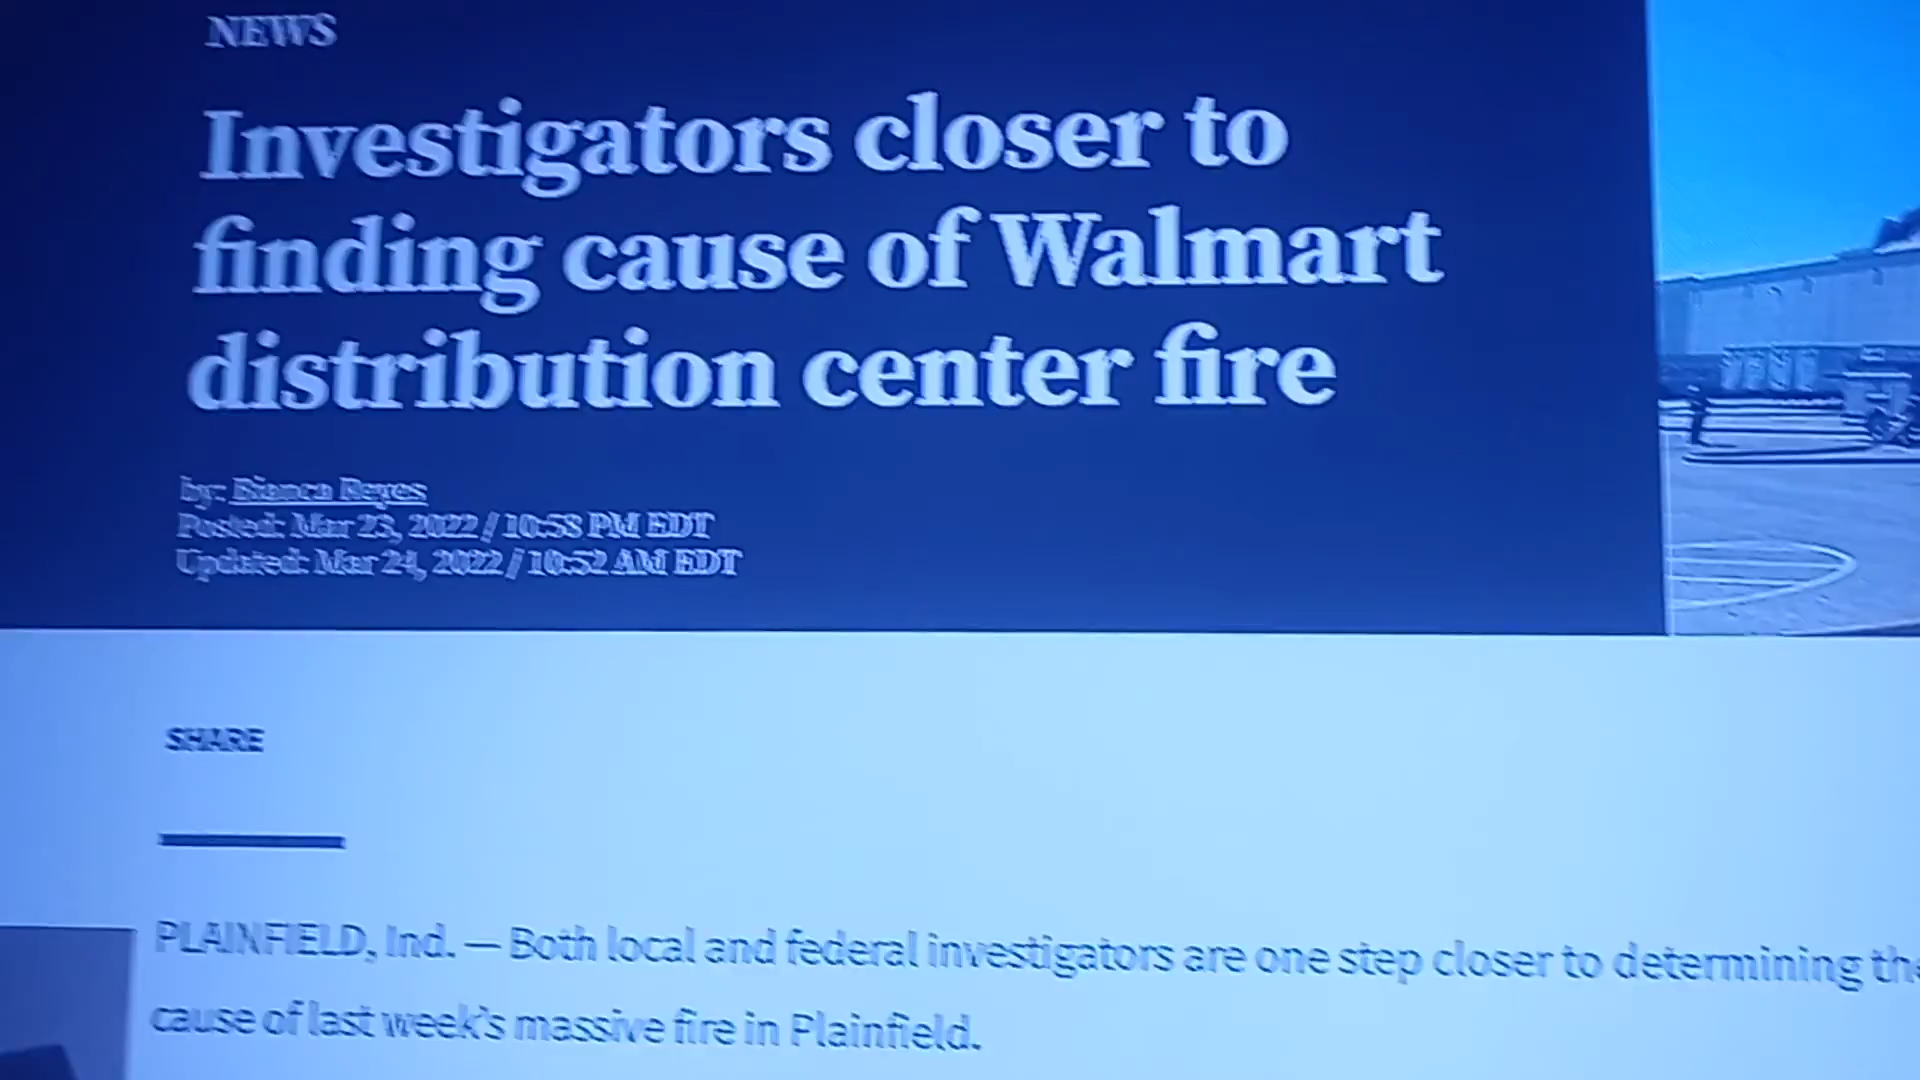 NEWS
Investigators closer to
finding cause of Walmart
distribution center fire
by: Bianca Reyes
Posted: Mar 23, 2022 / 10:58 PM EDT
Updated: Mar 24, 2022 / 10:52 AM EDT
SHARE
PLAINFIELD, Ind. — Both local and federal investigators are one step closer to determining the
cause of last week's massive fire in Plainfield.